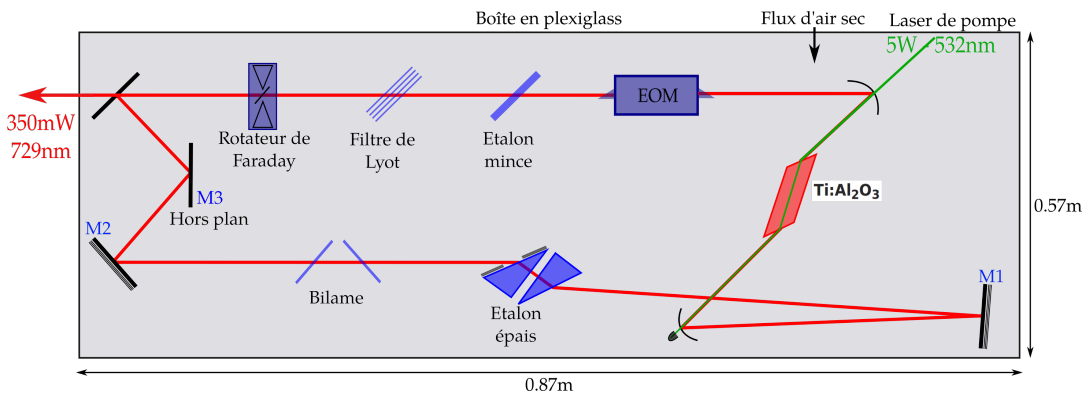 Boîte en plexiglass
Flux d'air sec
Laser de pompe
5W - 532nm
EOM
350mW
729nm
Rotateur de
Faraday
Filtre de
Lyot
Etalon
mince
Ti:Al2O3
M3
Hors plan
0.57m
M2
M1
Bilame
Etalon
épais
0.87m